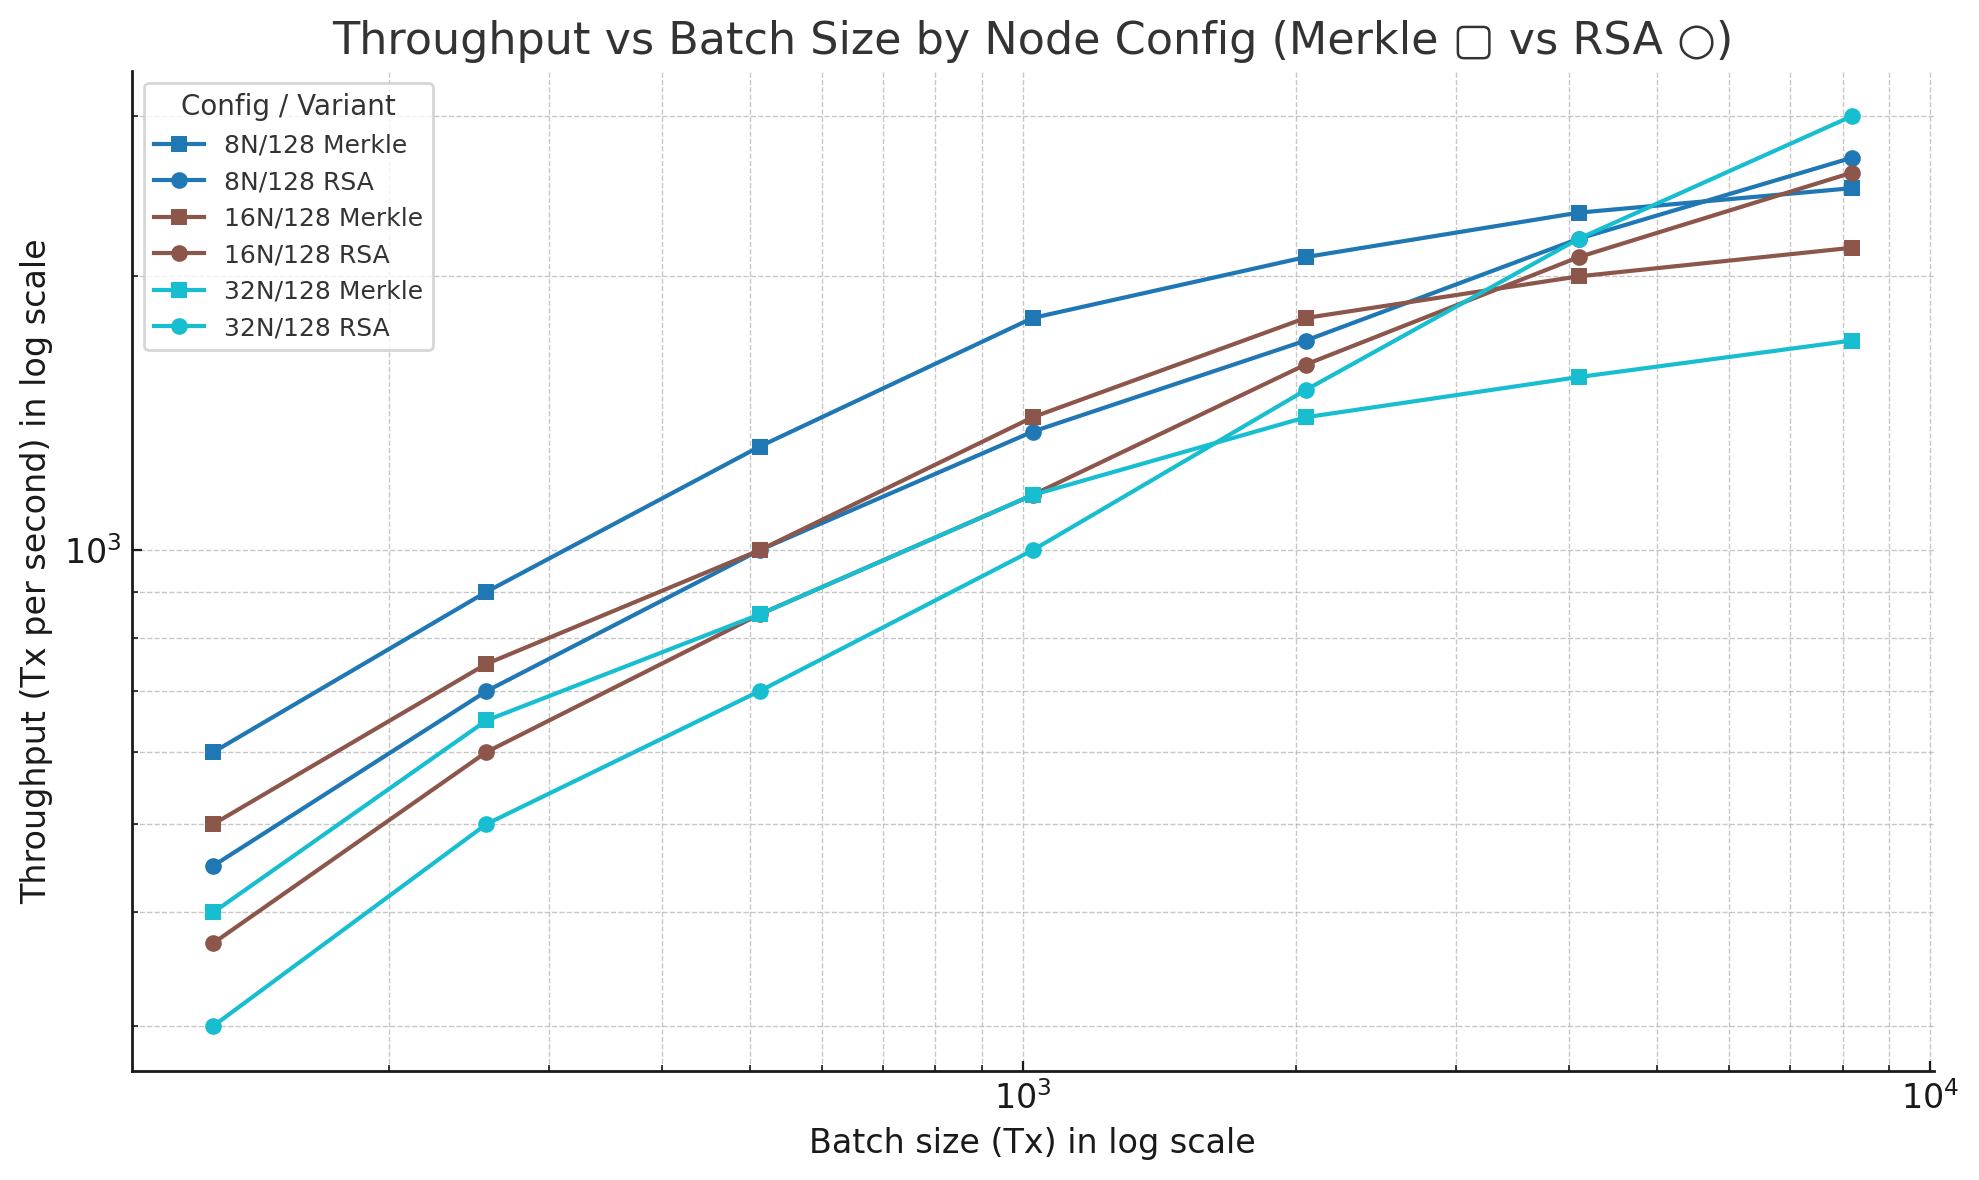 Throughput vs Batch Size by Node Config (Merkle ▢ vs RSA ○)
Config / Variant
8N/128 Merkle
8N/128 RSA
16N/128 Merkle
16N/128 RSA
32N/128 Merkle
32N/128 RSA
Throughput (Tx per second) in log scale
10³
10³
10⁴
Batch size (Tx) in log scale